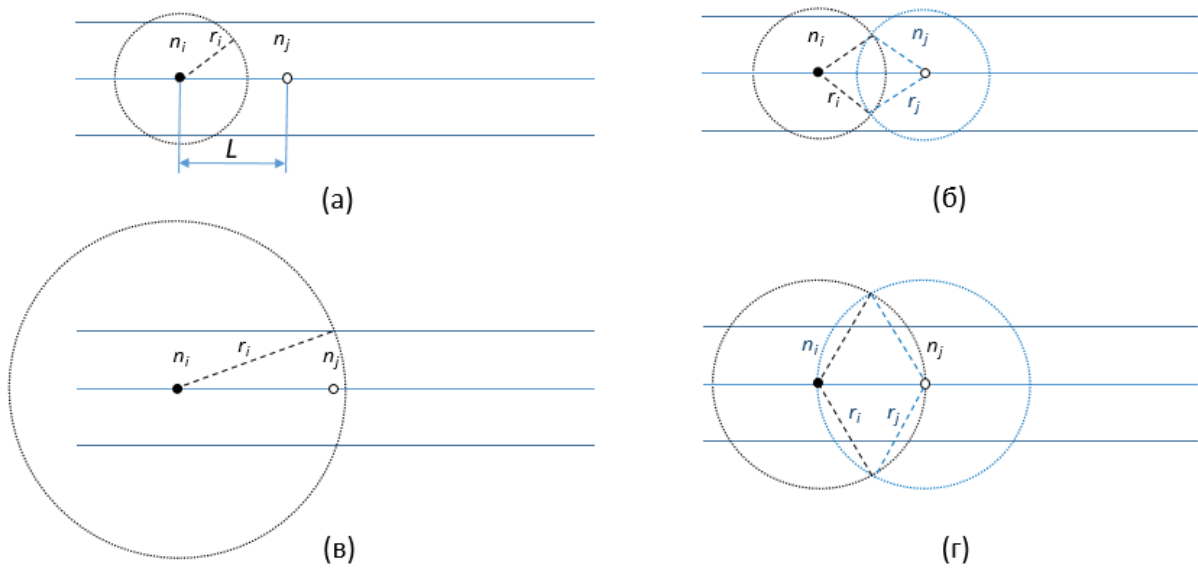 nᵢ rᵢ nⱼ
L
(а)
nᵢ nⱼ
rᵢ rⱼ
(б)
nᵢ rᵢ nⱼ
(в)
nᵢ nⱼ
rᵢ rⱼ
(г)